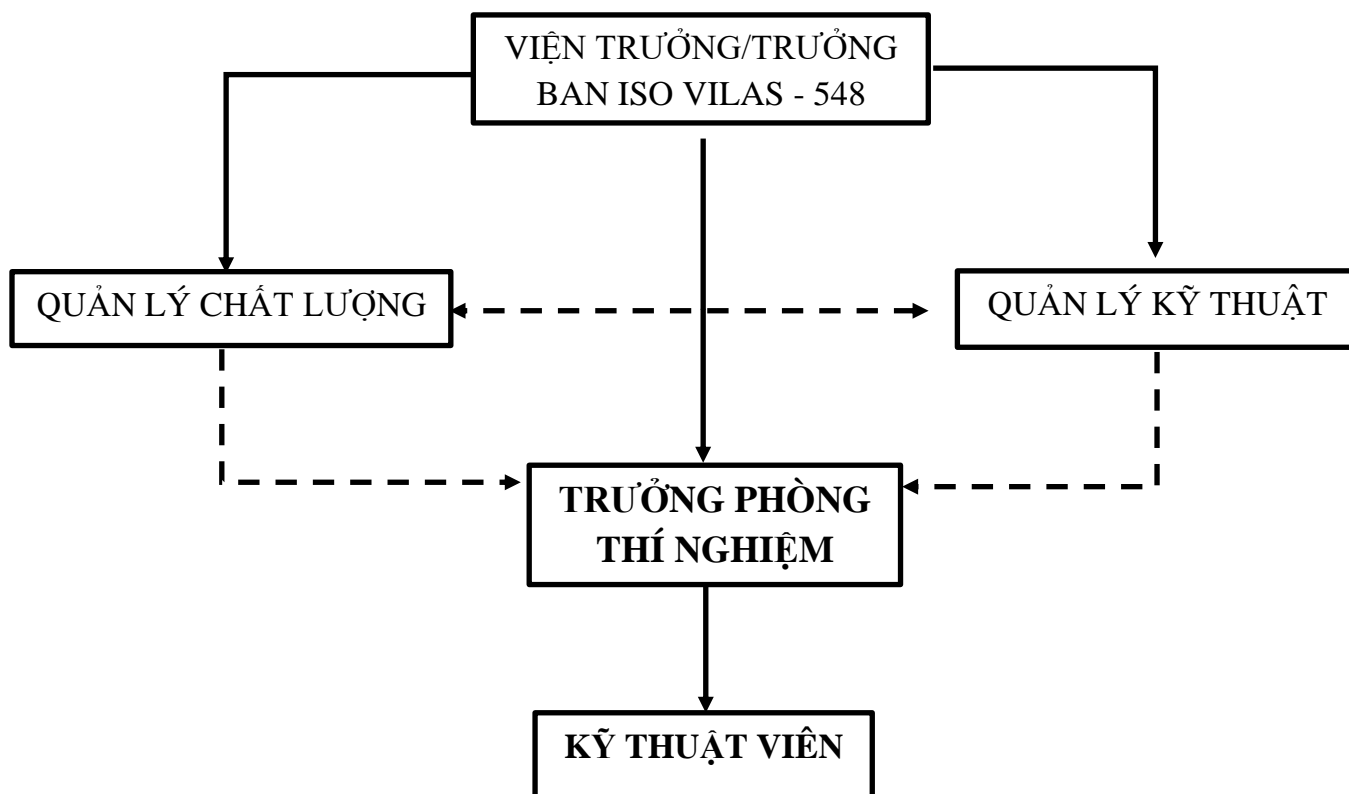 VIỆN TRƯỞNG/TRƯỞNG
BAN ISO VILAS - 548
QUẢN LÝ CHẤT LƯỢNG
QUẢN LÝ KỸ THUẬT
TRƯỞNG PHÒNG
THÍ NGHIỆM
KỸ THUẬT VIÊN